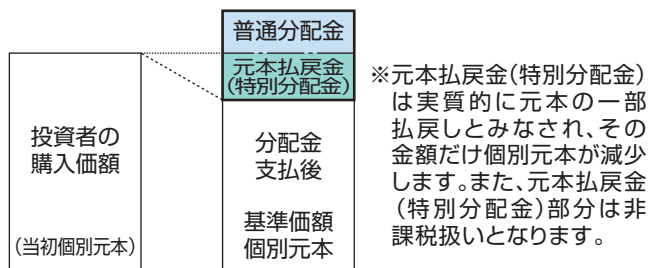 普通分配金
元本払戻金
(特別分配金)
投資者の
購入価額
(当初個別元本)
分配金
支払後
基準価額
個別元本
※元本払戻金(特別分配金)
は実質的に元本の一部
払戻しとみなされ、その
金額だけ個別元本が減少
します。また、元本払戻金
(特別分配金)部分は非
課税扱いとなります。